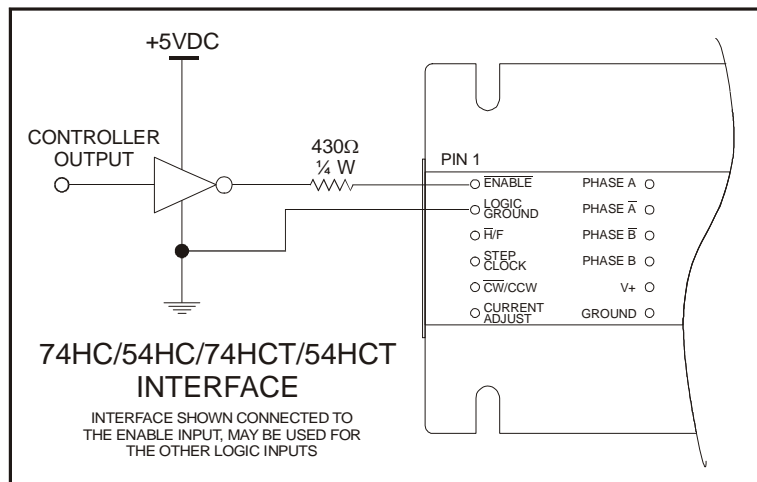 +5VDC
CONTROLLER
OUTPUT
430Ω
¼ W
PIN 1
E̅N̅A̅B̅L̅E̅
LOGIC
GROUND
H̅/F
STEP
CLOCK
C̅W̅/CCW
CURRENT
ADJUST
PHASE A
PHASE A̅
PHASE B̅
PHASE B
V+
GROUND
74HC/54HC/74HCT/54HCT
INTERFACE
INTERFACE SHOWN CONNECTED TO
THE ENABLE INPUT, MAY BE USED FOR
THE OTHER LOGIC INPUTS